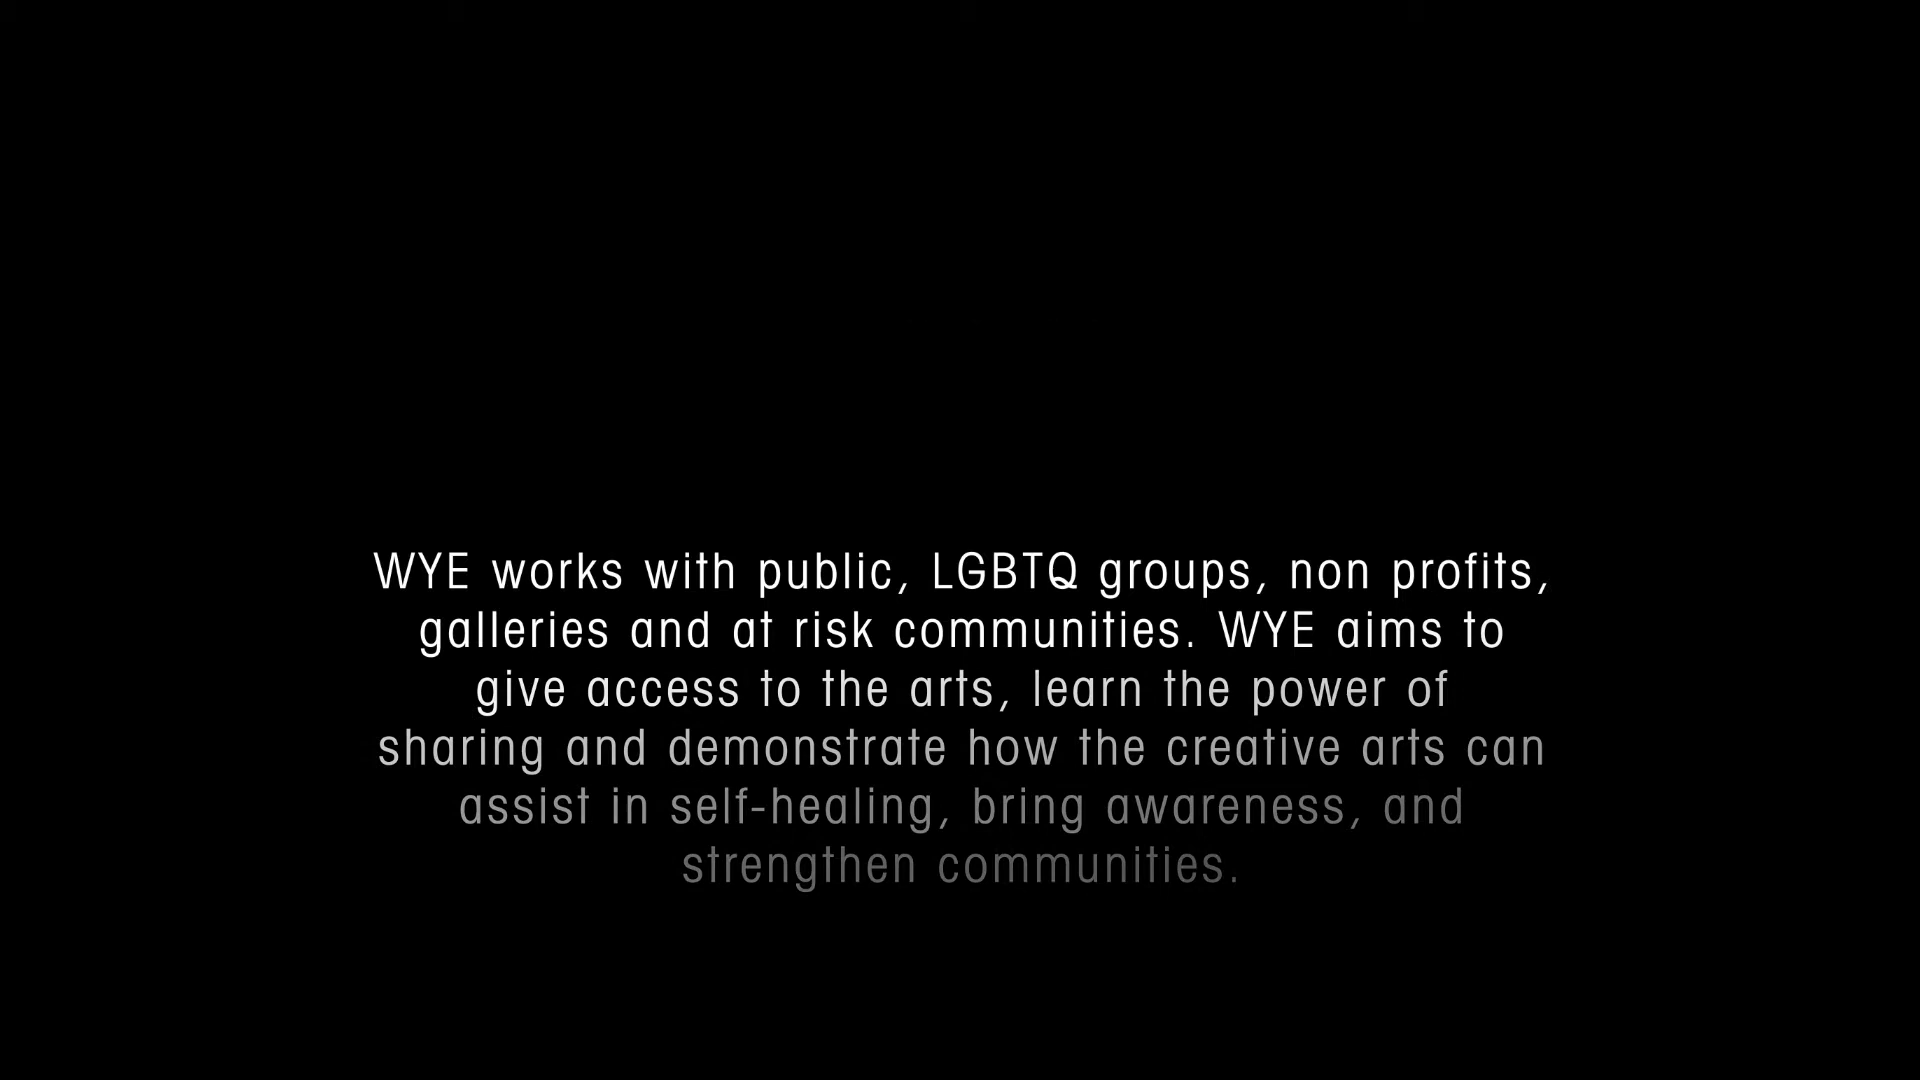 WYE works with public, LGBTQ groups, non profits,
galleries and at risk communities. WYE aims to
give access to the arts, learn the power of
sharing and demonstrate how the creative arts can
assist in self-healing, bring awareness, and
strengthen communities.